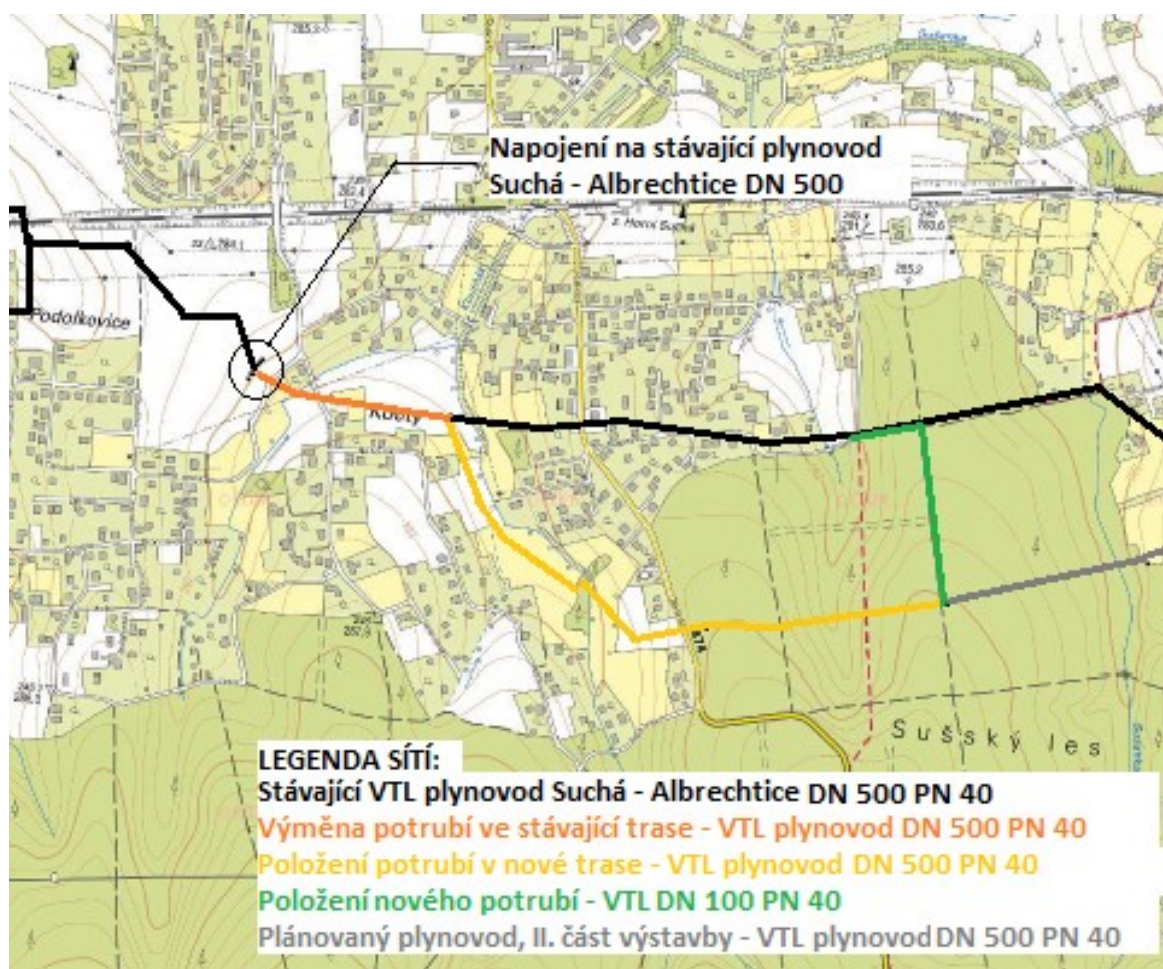 Napojení na stávající plynovod
Suchá - Albrechtice DN 500
z. Horní Suchá
Podolkovice
Kouty
Sušský les
LEGENDA SÍTÍ:
Stávající VTL plynovod Suchá - Albrechtice DN 500 PN 40
Výměna potrubí ve stávající trase - VTL plynovod DN 500 PN 40
Položení potrubí v nové trase - VTL plynovod DN 500 PN 40
Položení nového potrubí - VTL DN 100 PN 40
Plánovaný plynovod, II. část výstavby - VTL plynovod DN 500 PN 40